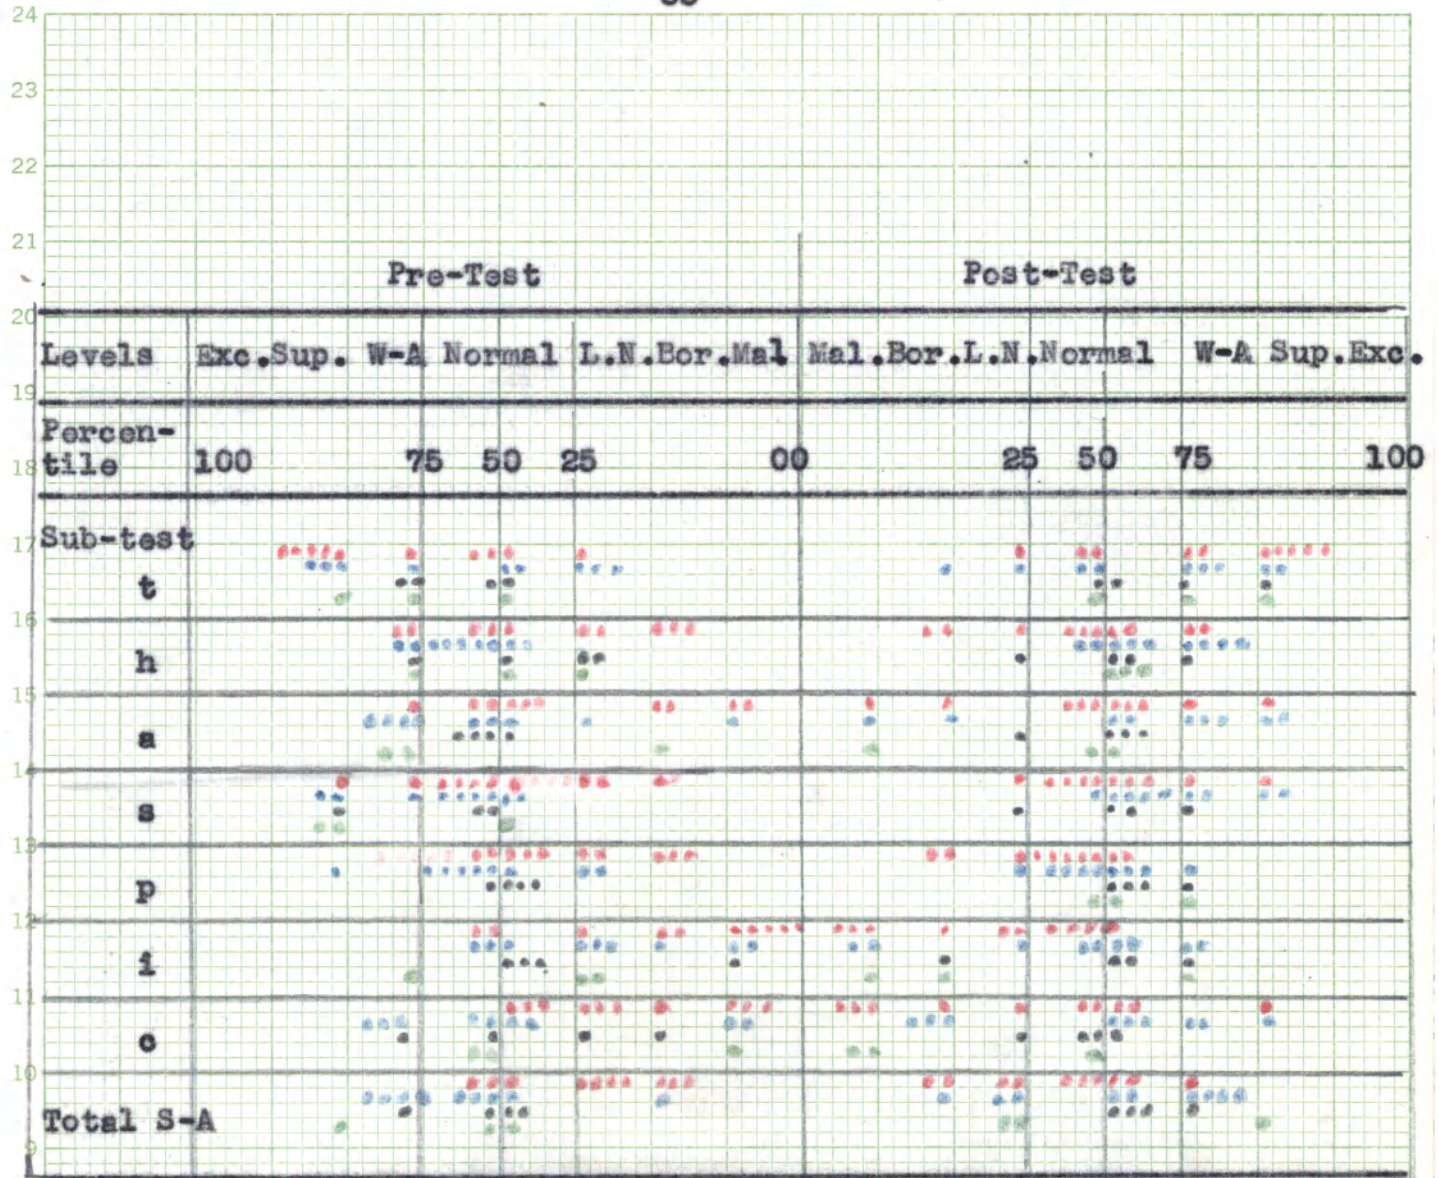 24
23
22
21
Pre-Test Post-Test
20
Levels Exc.Sup. W-A Normal L.N.Bor.Mal Mal.Bor.L.N.Normal W-A Sup.Exc.
19
Percen-
18 tile 100 75 50 25 00 25 50 75 100
17 Sub-test
t
16
h
15
a
14
s
13
p
12
i
11
c
10
Total S-A
9